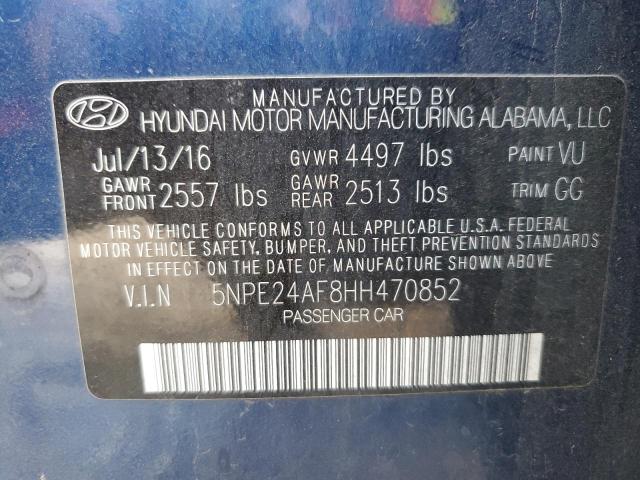 MANUFACTURED BY
HYUNDAI MOTOR MANUFACTURING ALABAMA, LLC
Jul/13/16 GVWR 4497 lbs PAINT VU
GAWR FRONT 2557 lbs GAWR REAR 2513 lbs TRIM GG
THIS VEHICLE CONFORMS TO ALL APPLICABLE U.S.A. FEDERAL
MOTOR VEHICLE SAFETY, BUMPER, AND THEFT PREVENTION STANDARDS
IN EFFECT ON THE DATE OF MANUFACTURE SHOWN ABOVE.
V.I.N 5NPE24AF8HH470852
PASSENGER CAR